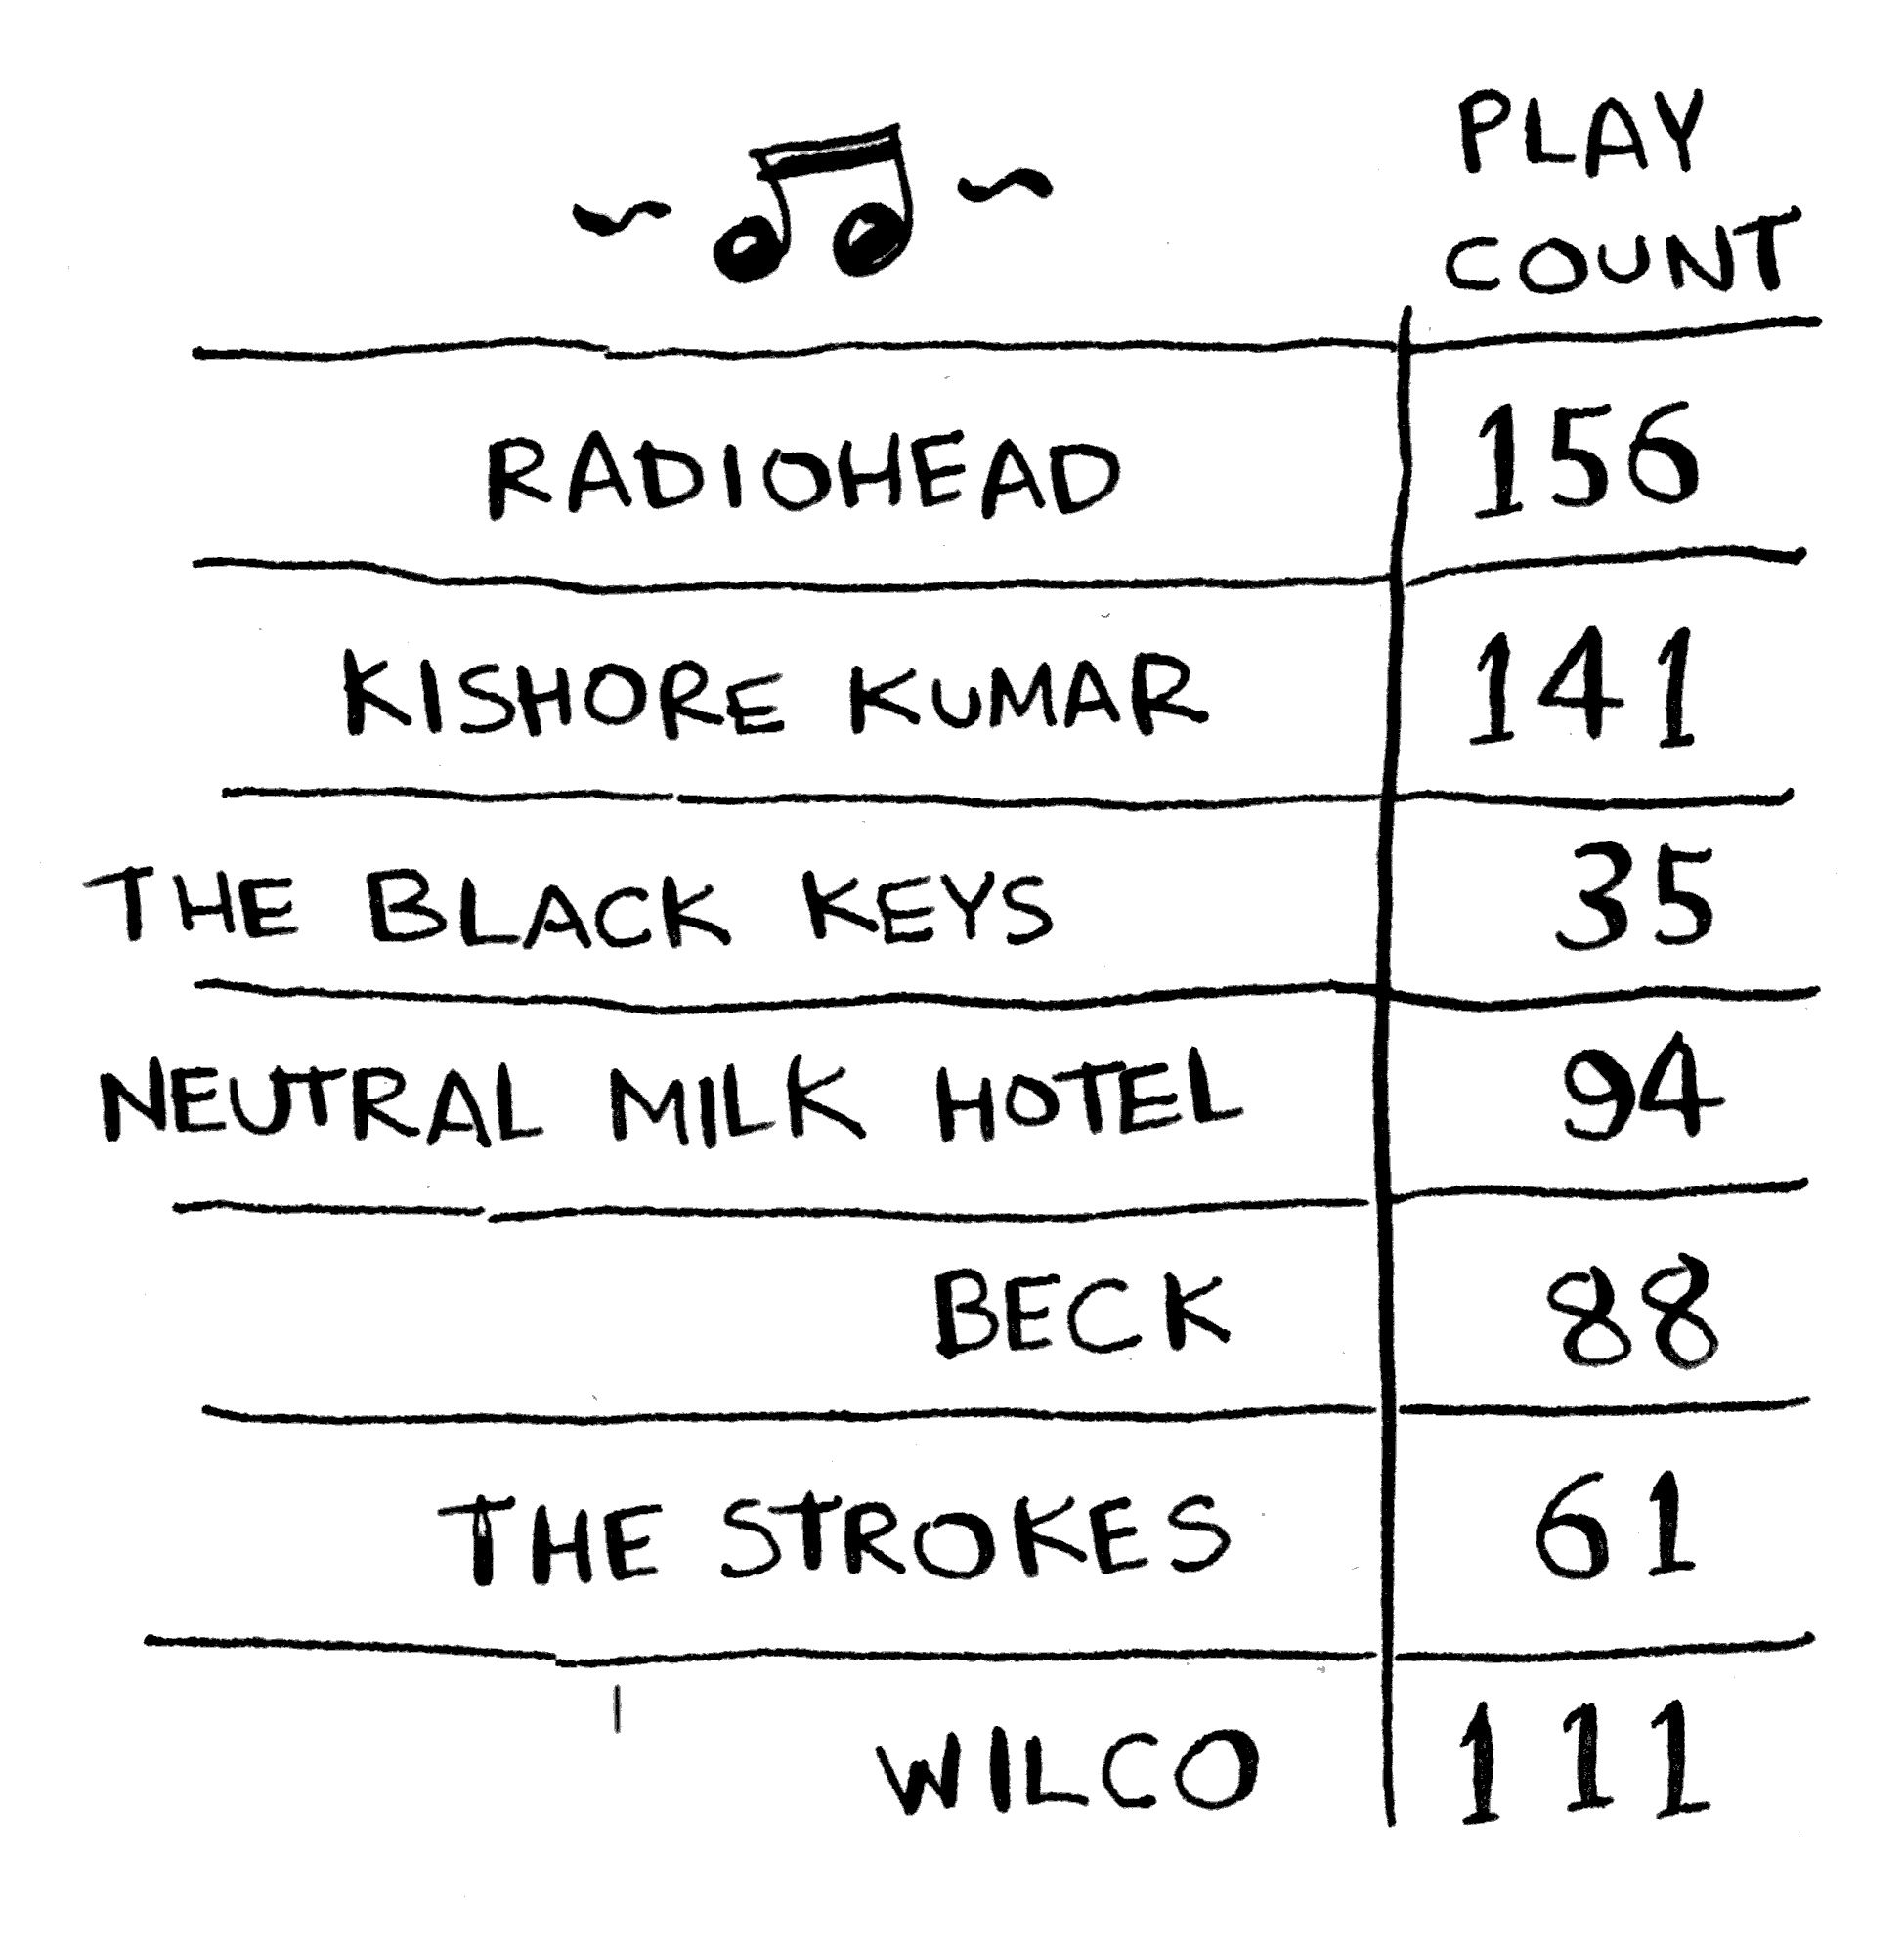 PLAY
COUNT
RADIOHEAD 156
KISHORE KUMAR 141
THE BLACK KEYS 35
NEUTRAL MILK HOTEL 94
BECK 88
THE STROKES 61
WILCO 111